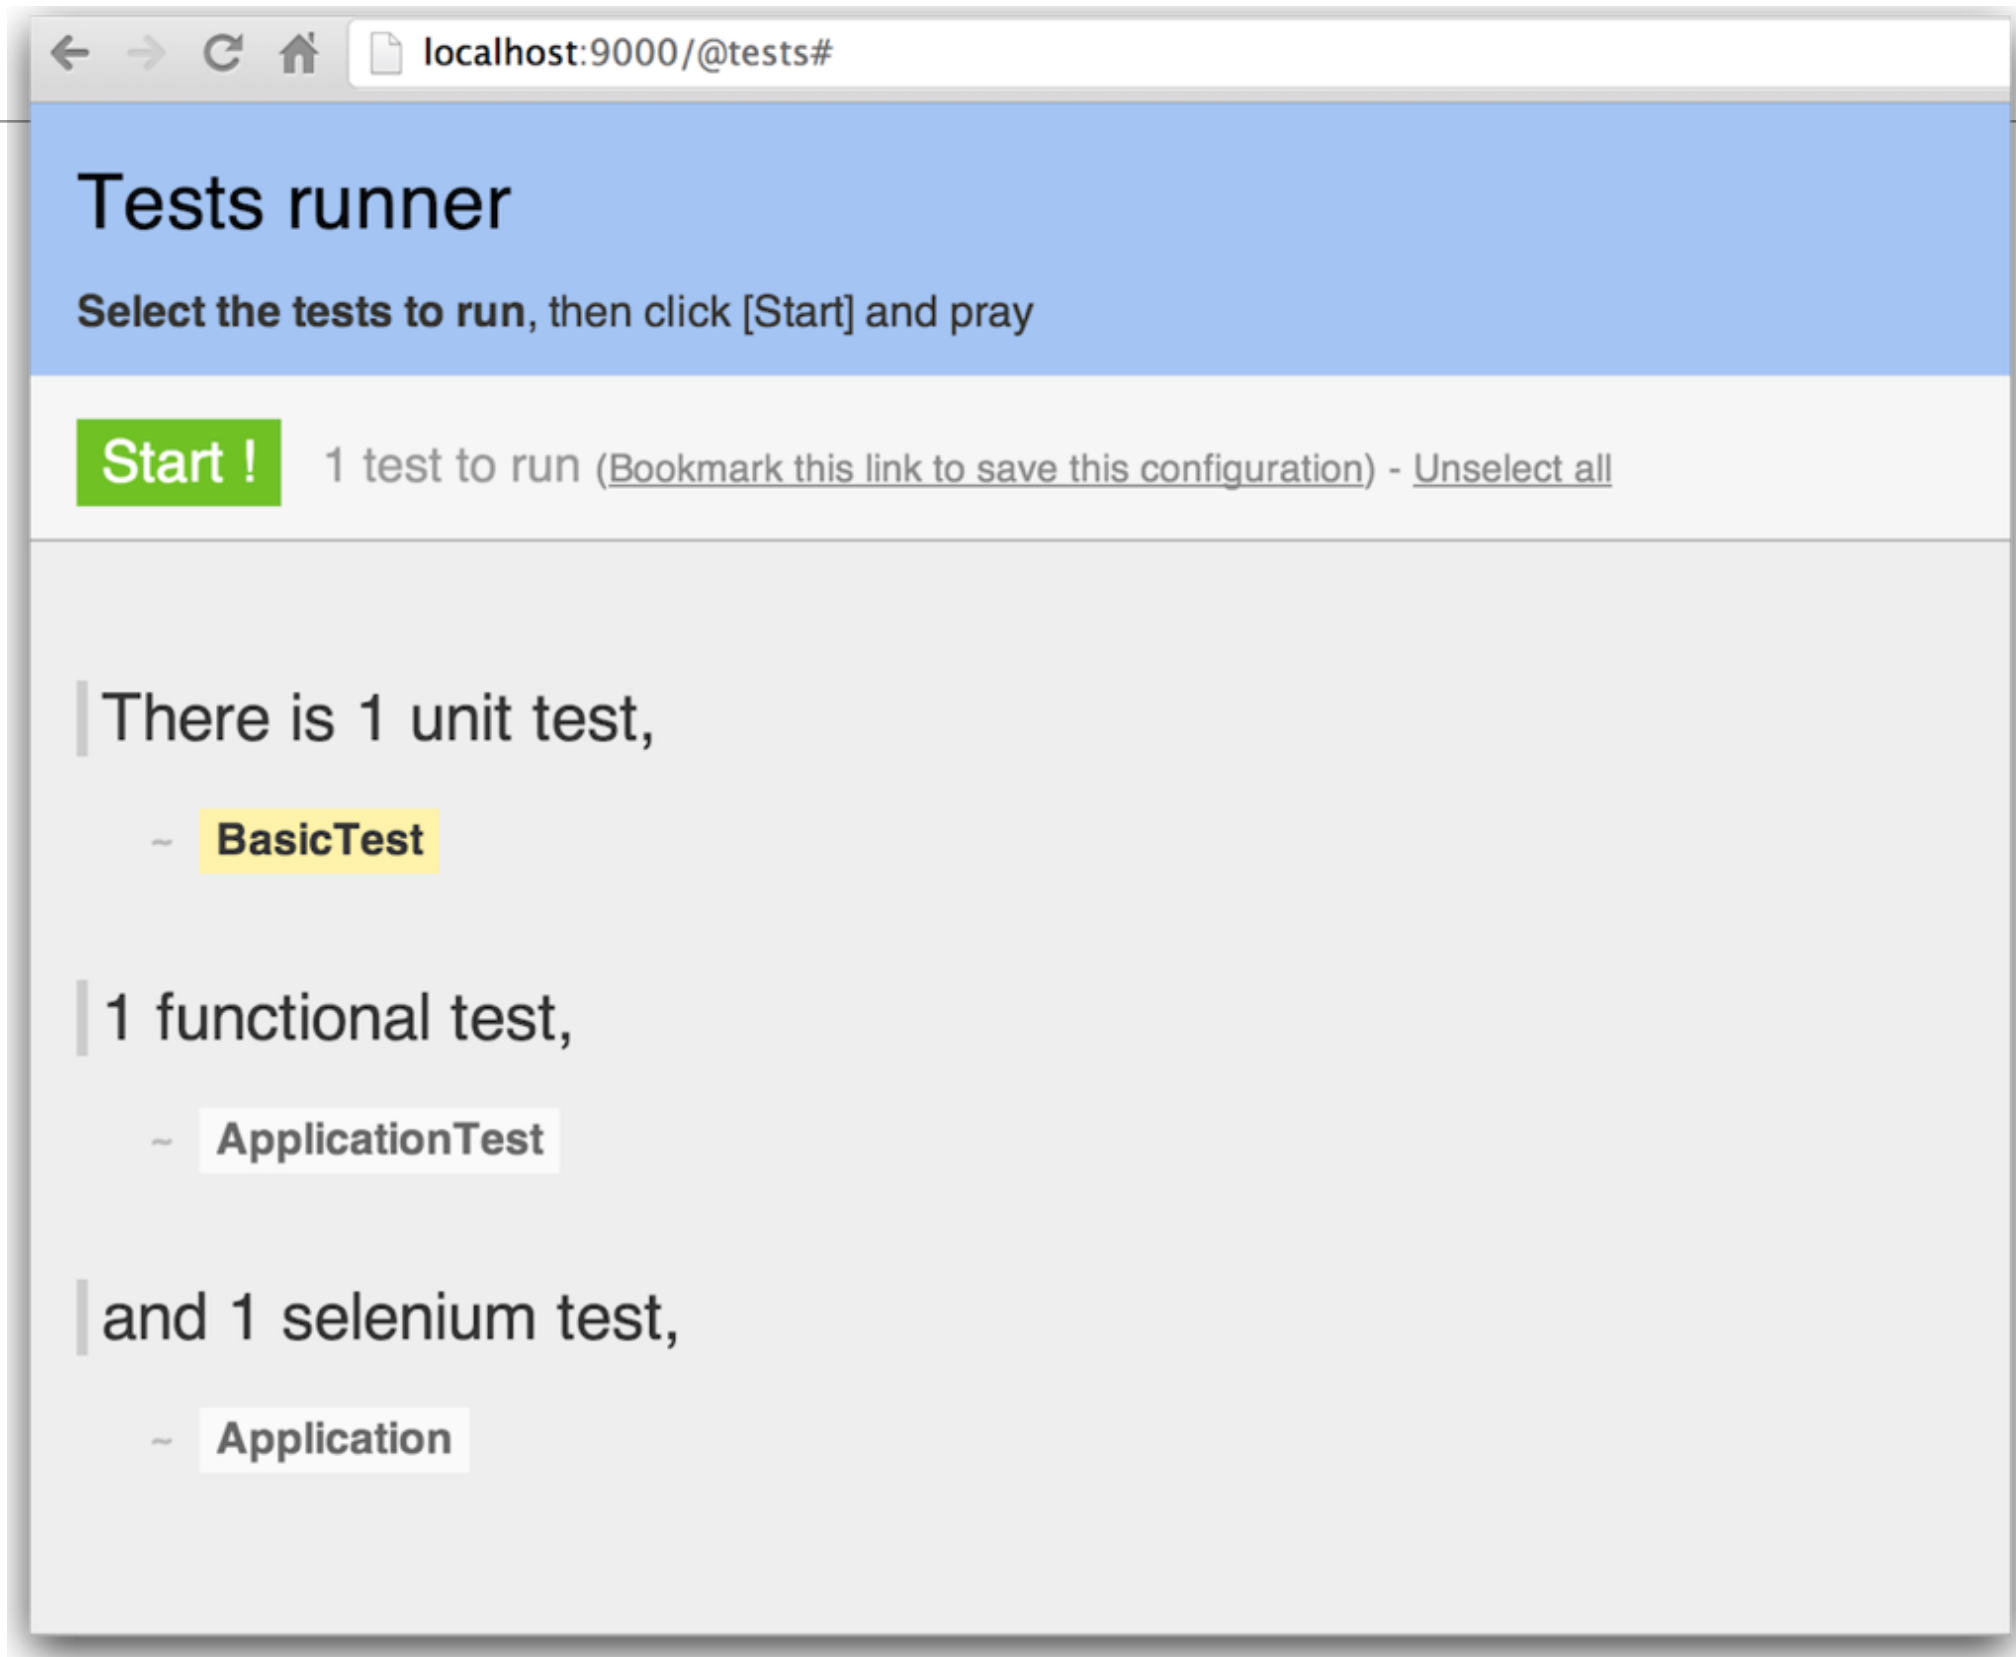 localhost:9000/@tests#
Tests runner
Select the tests to run, then click [Start] and pray
Start ! 1 test to run (Bookmark this link to save this configuration) - Unselect all
There is 1 unit test,
~ BasicTest
1 functional test,
~ ApplicationTest
and 1 selenium test,
~ Application